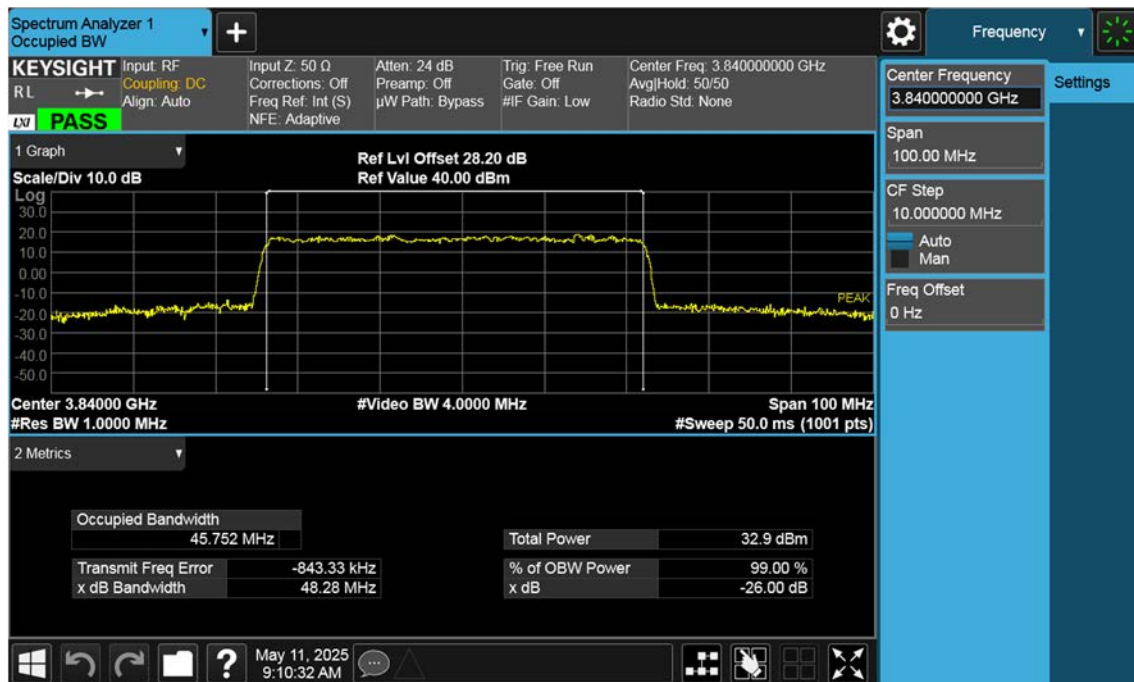 Spectrum Analyzer 1
Occupied BW
+
Frequency
KEYSIGHT
RL
LXI PASS
Input: RF
Coupling: DC
Align: Auto
Input Z: 50 Ω
Corrections: Off
Freq Ref: Int (S)
NFE: Adaptive
Atten: 24 dB
Preamp: Off
µW Path: Bypass
Trig: Free Run
Gate: Off
#IF Gain: Low
Center Freq: 3.840000000 GHz
Avg|Hold: 50/50
Radio Std: None
Center Frequency
3.840000000 GHz
Settings
Span
100.00 MHz
CF Step
10.000000 MHz
Auto
Man
Freq Offset
0 Hz
1 Graph
Scale/Div 10.0 dB
Ref Lvl Offset 28.20 dB
Ref Value 40.00 dBm
Log
30.0
20.0
10.0
0.00
-10.0
-20.0
-30.0
-40.0
-50.0
PEAK
Center 3.84000 GHz
#Video BW 4.0000 MHz
Span 100 MHz
#Res BW 1.0000 MHz
#Sweep 50.0 ms (1001 pts)
2 Metrics
Occupied Bandwidth
45.752 MHz
Total Power 32.9 dBm
Transmit Freq Error -843.33 kHz
% of OBW Power 99.00 %
x dB Bandwidth 48.28 MHz
x dB -26.00 dB
?
May 11, 2025
9:10:32 AM